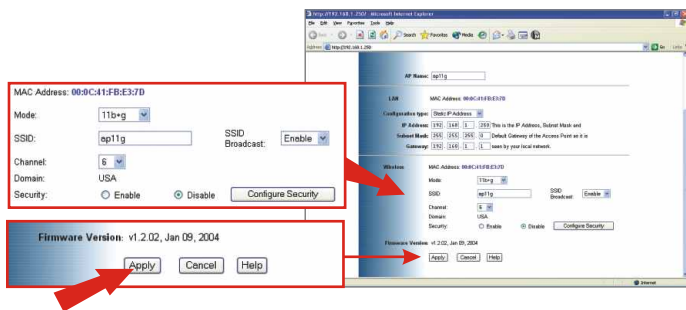 MAC Address: 00:0C:41:FB:E3:7D
Mode: 11b+g
SSID: ap11g SSID Broadcast: Enable
Channel: 6
Domain: USA
Security: Enable Disable Configure Security
Firmware Version: v1.2.02, Jan 09, 2004
Apply Cancel Help
http://192.168.1.250/ - Microsoft Internet Explorer
File Edit View Favorites Tools Help
Back Search Favorites Media
Address http://192.168.1.250 Go Links
AP Name: ap11g
LAN MAC Address: 00:0C:41:FB:E3:7D
Configuration type: Static IP Address
IP Address: 192 . 168 . 1 . 250 This is the IP Address, Subnet Mask and
Subnet Mask: 255 . 255 . 255 . 0 Default Gateway of the Access Point as it is
Gateway: 192 . 168 . 1 . 1 seen by your local network.
Wireless MAC Address: 00:0C:41:FB:E3:7D
Mode: 11b+g
SSID: ap11g SSID Broadcast: Enable
Channel: 6
Domain: USA
Security: Enable Disable Configure Security
Firmware Version: v1.2.02, Jan 09, 2004
Apply Cancel Help
Internet